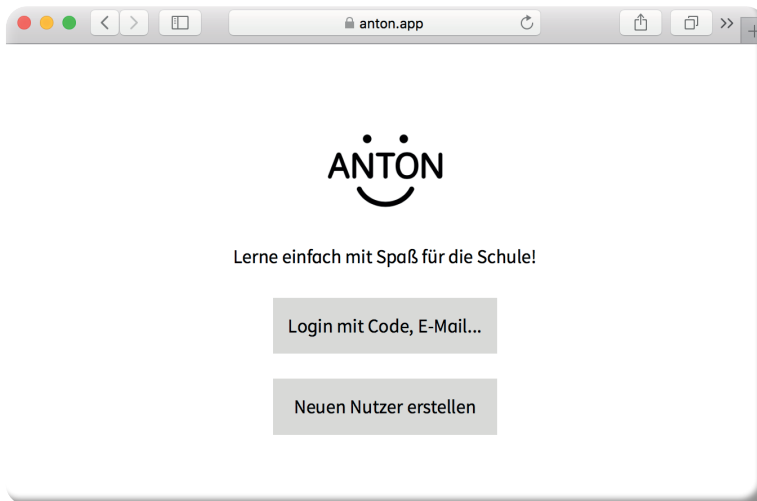 anton.app
ANTON
Lerne einfach mit Spaß für die Schule!
Login mit Code, E-Mail...
Neuen Nutzer erstellen